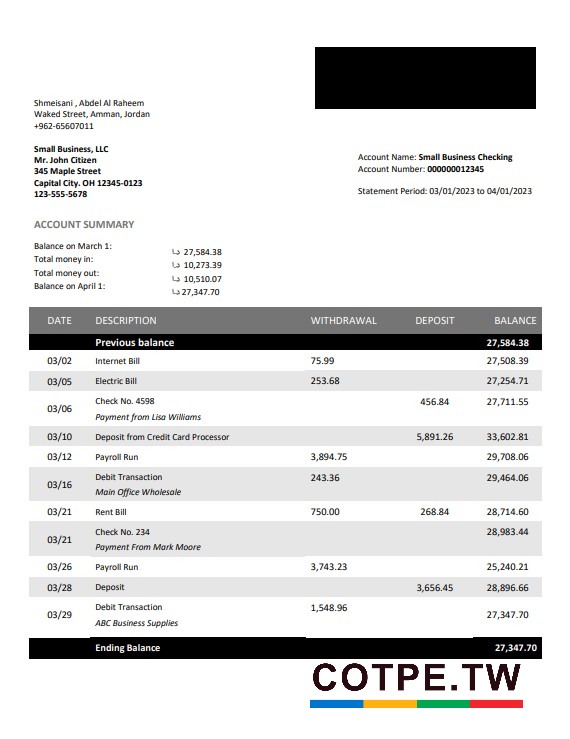 Shmeisani , Abdel Al Raheem
Waked Street, Amman, Jordan
+962-65607011
Small Business, LLC
Mr. John Citizen
345 Maple Street
Capital City. OH 12345-0123
123-555-5678
Account Name: Small Business Checking
Account Number: 000000012345
Statement Period: 03/01/2023 to 04/01/2023
ACCOUNT SUMMARY
Balance on March 1: د.ا 27,584.38
Total money in: د.ا 10,273.39
Total money out: د.ا 10,510.07
Balance on April 1: د.ا 27,347.70
DATE DESCRIPTION WITHDRAWAL DEPOSIT BALANCE
Previous balance 27,584.38
03/02 Internet Bill 75.99 27,508.39
03/05 Electric Bill 253.68 27,254.71
03/06 Check No. 4598 456.84 27,711.55
Payment from Lisa Williams
03/10 Deposit from Credit Card Processor 5,891.26 33,602.81
03/12 Payroll Run 3,894.75 29,708.06
03/16 Debit Transaction 243.36 29,464.06
Main Office Wholesale
03/21 Rent Bill 750.00 268.84 28,714.60
03/21 Check No. 234 28,983.44
Payment From Mark Moore
03/26 Payroll Run 3,743.23 25,240.21
03/28 Deposit 3,656.45 28,896.66
03/29 Debit Transaction 1,548.96 27,347.70
ABC Business Supplies
Ending Balance 27,347.70
COTPE.TW